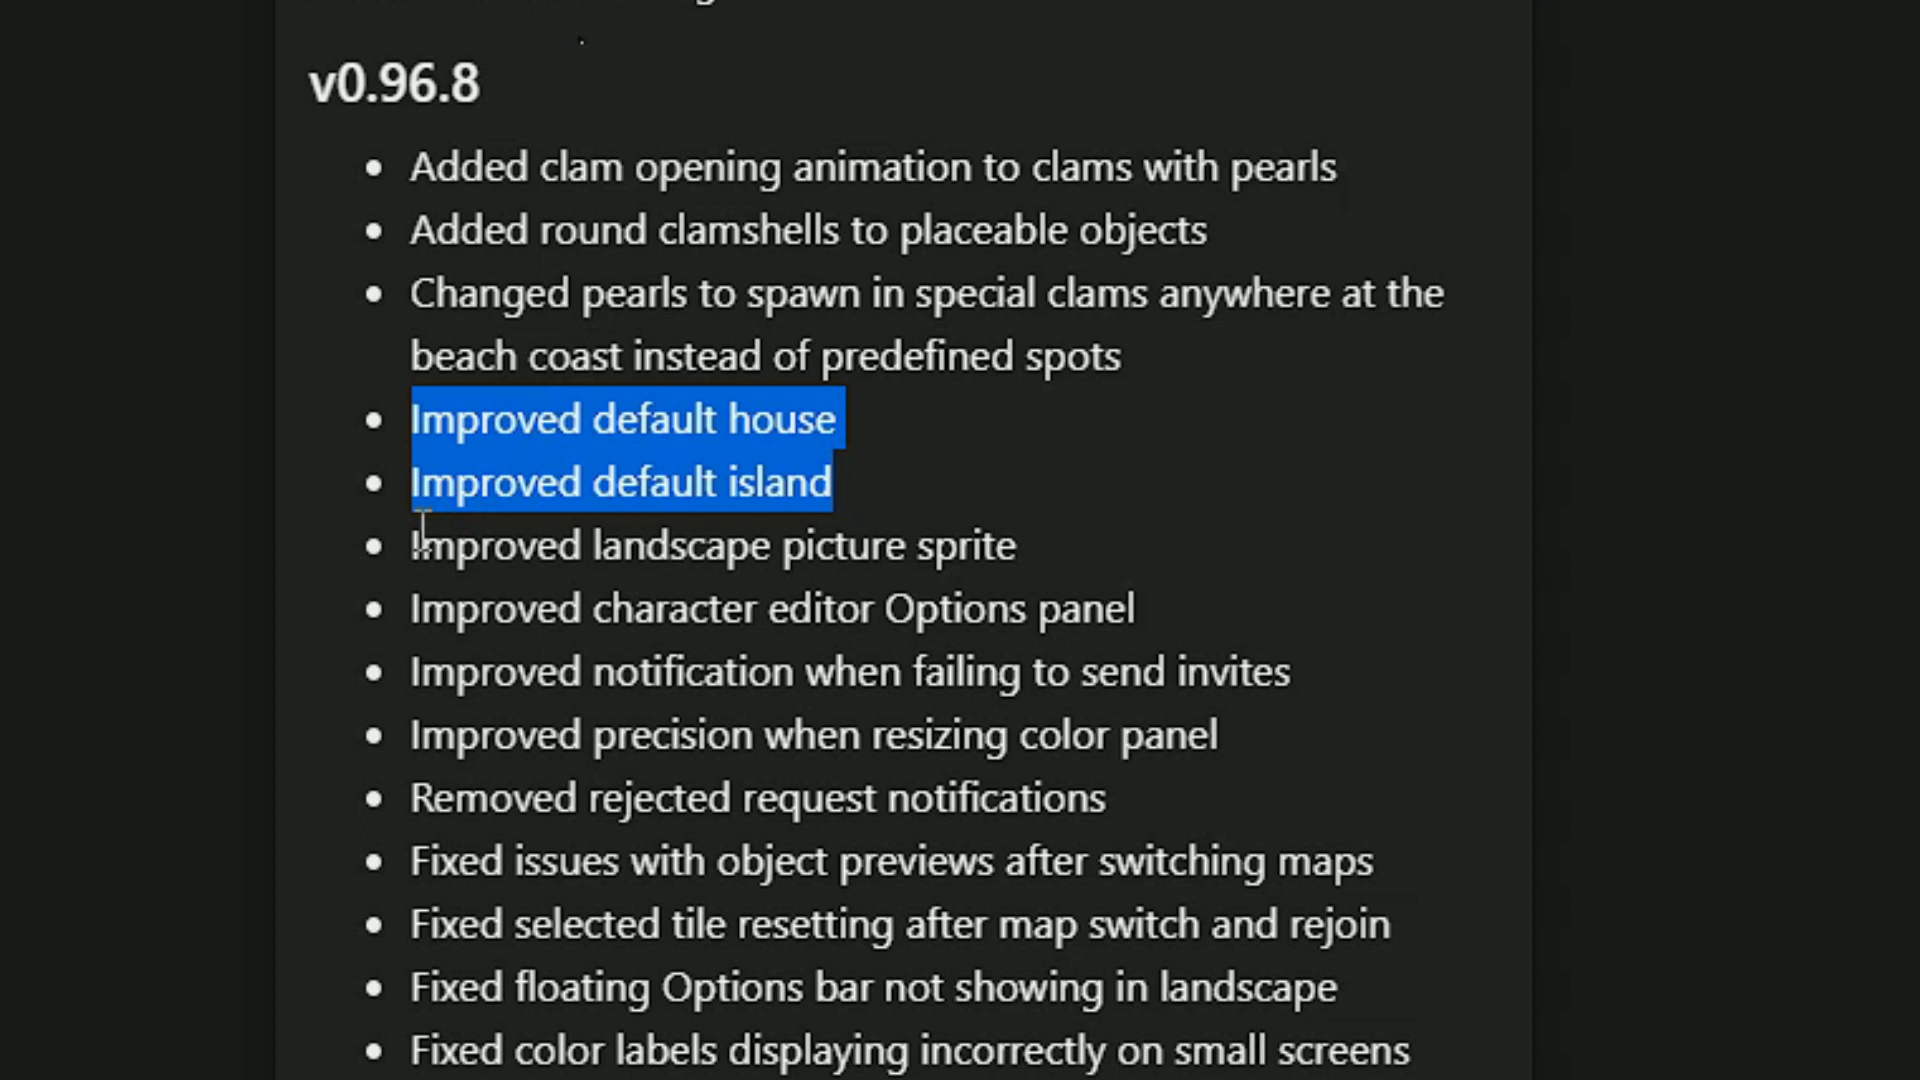 v0.96.8
Added clam opening animation to clams with pearls
Added round clamshells to placeable objects
Changed pearls to spawn in special clams anywhere at the
beach coast instead of predefined spots
Improved default house
Improved default island
Improved landscape picture sprite
Improved character editor Options panel
Improved notification when failing to send invites
Improved precision when resizing color panel
Removed rejected request notifications
Fixed issues with object previews after switching maps
Fixed selected tile resetting after map switch and rejoin
Fixed floating Options bar not showing in landscape
Fixed color labels displaying incorrectly on small screens